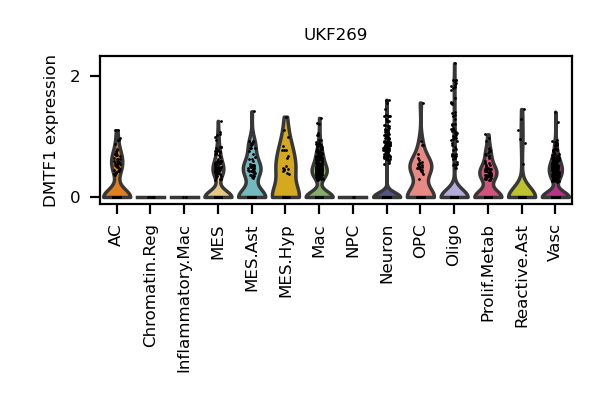 UKF269
DMTF1 expression
2
0
AC
Chromatin.Reg
Inflammatory.Mac
MES
MES.Ast
MES.Hyp
Mac
NPC
Neuron
OPC
Oligo
Prolif.Metab
Reactive.Ast
Vasc